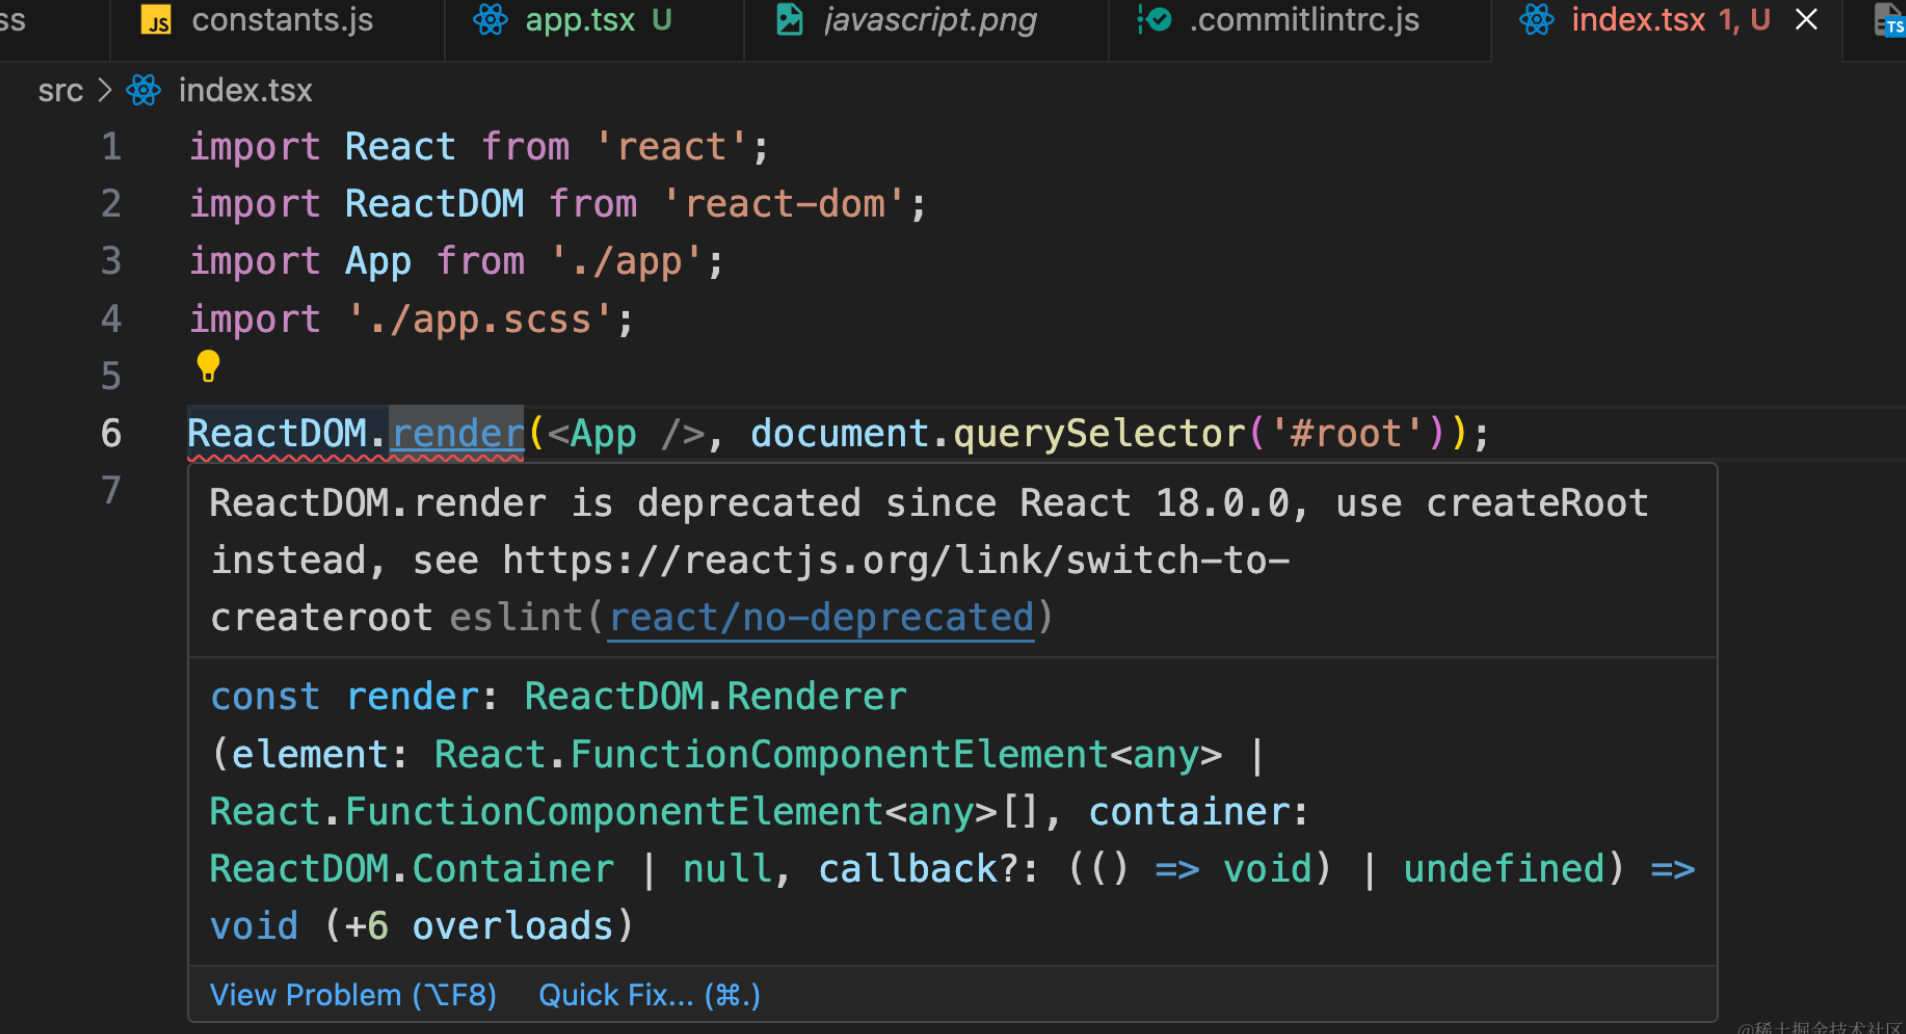 ss
JS constants.js
app.tsx U
javascript.png
.commitlintrc.js
index.tsx 1, U
TS
src > index.tsx
1 import React from 'react';
2 import ReactDOM from 'react-dom';
3 import App from './app';
4 import './app.scss';
5
6 ReactDOM.render(<App />, document.querySelector('#root'));
7
ReactDOM.render is deprecated since React 18.0.0, use createRoot
instead, see https://reactjs.org/link/switch-to-
createroot eslint(react/no-deprecated)
const render: ReactDOM.Renderer
(element: React.FunctionComponentElement<any> |
React.FunctionComponentElement<any>[], container:
ReactDOM.Container | null, callback?: (() => void) | undefined) =>
void (+6 overloads)
View Problem (⌥F8) Quick Fix... (⌘.)
@稀土掘金技术社区